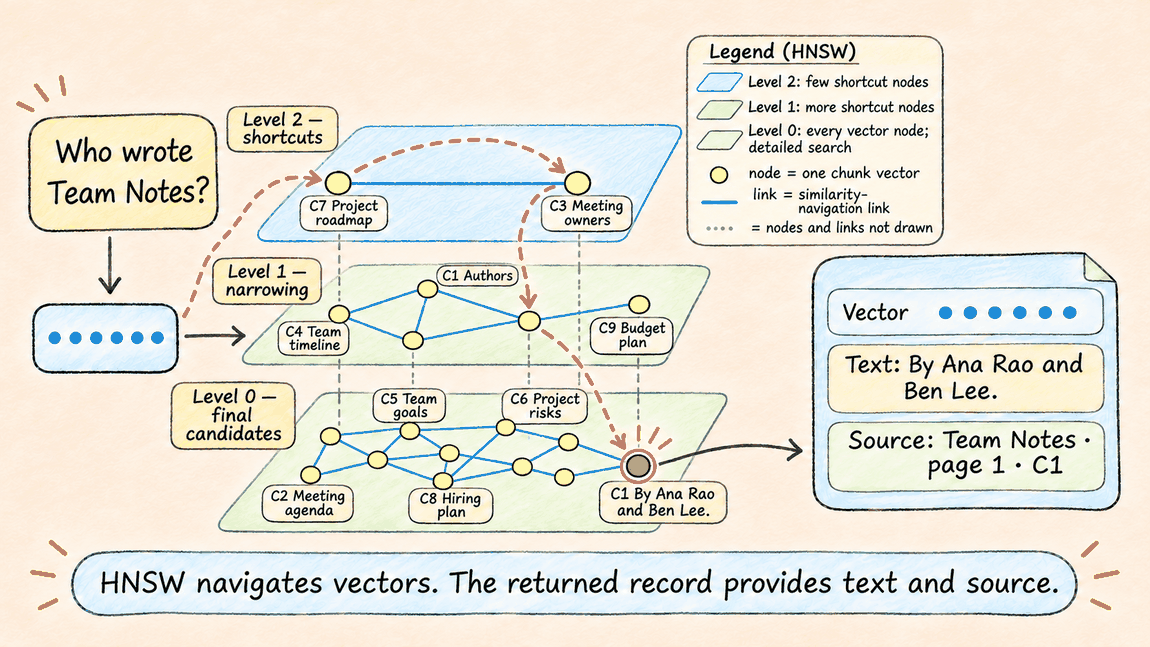 Legend (HNSW)
Level 2: few shortcut nodes
Level 1: more shortcut nodes
Level 0: every vector node;
detailed search
node = one chunk vector
link = similarity-
navigation link
= nodes and links not drawn
Who wrote
Team Notes?
Level 2 –
shortcuts
C7 Project
roadmap
C3 Meeting
owners
Level 1 –
narrowing
C1 Authors
C4 Team
timeline
C9 Budget
plan
Level 0 –
final
candidates
C5 Team
goals
C6 Project
risks
C2 Meeting
agenda
C8 Hiring
plan
C1 By Ana Rao
and Ben Lee.
Vector
Text: By Ana Rao and
Ben Lee.
Source: Team Notes ·
page 1 · C1
HNSW navigates vectors. The returned record provides text and source.